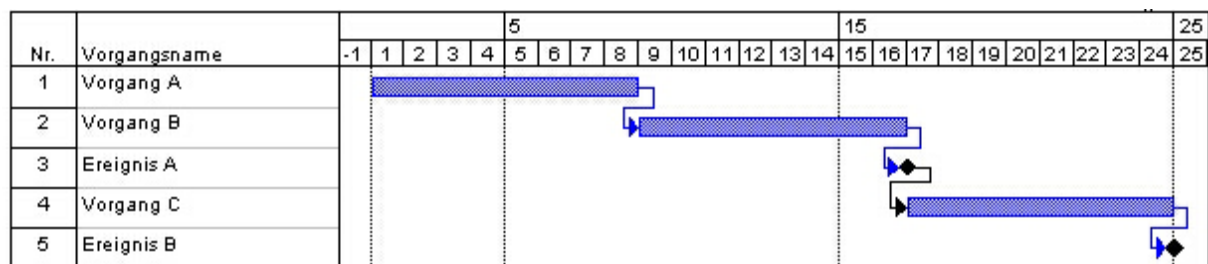 5 15 25
Nr. Vorgangsname -1 1 2 3 4 5 6 7 8 9 10 11 12 13 14 15 16 17 18 19 20 21 22 23 24 25
1 Vorgang A
2 Vorgang B
3 Ereignis A
4 Vorgang C
5 Ereignis B